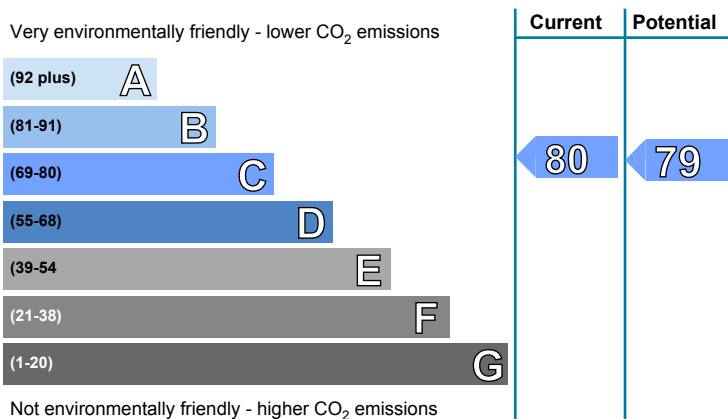 Very environmentally friendly - lower CO2 emissions
Current
Potential
(92 plus) A
(81-91) B
(69-80) C
80
79
(55-68) D
(39-54 E
(21-38) F
(1-20) G
Not environmentally friendly - higher CO2 emissions